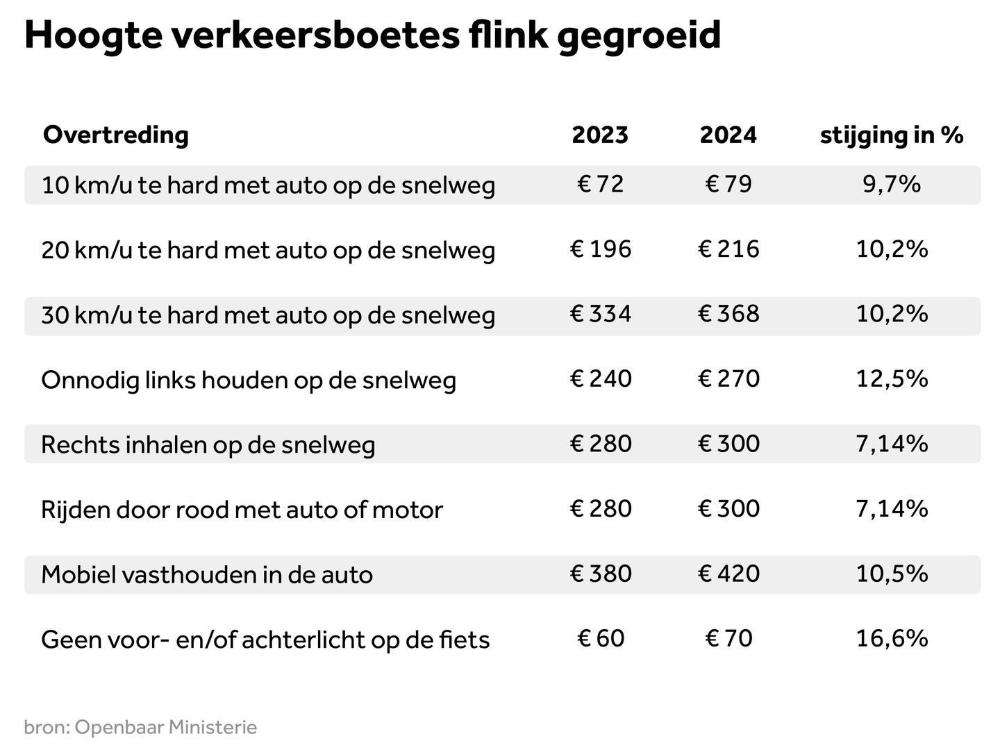 Hoogte verkeersboetes flink gegroeid
Overtreding 2023 2024 stijging in %
10 km/u te hard met auto op de snelweg € 72 € 79 9,7%
20 km/u te hard met auto op de snelweg € 196 € 216 10,2%
30 km/u te hard met auto op de snelweg € 334 € 368 10,2%
Onnodig links houden op de snelweg € 240 € 270 12,5%
Rechts inhalen op de snelweg € 280 € 300 7,14%
Rijden door rood met auto of motor € 280 € 300 7,14%
Mobiel vasthouden in de auto € 380 € 420 10,5%
Geen voor- en/of achterlicht op de fiets € 60 € 70 16,6%
bron: Openbaar Ministerie